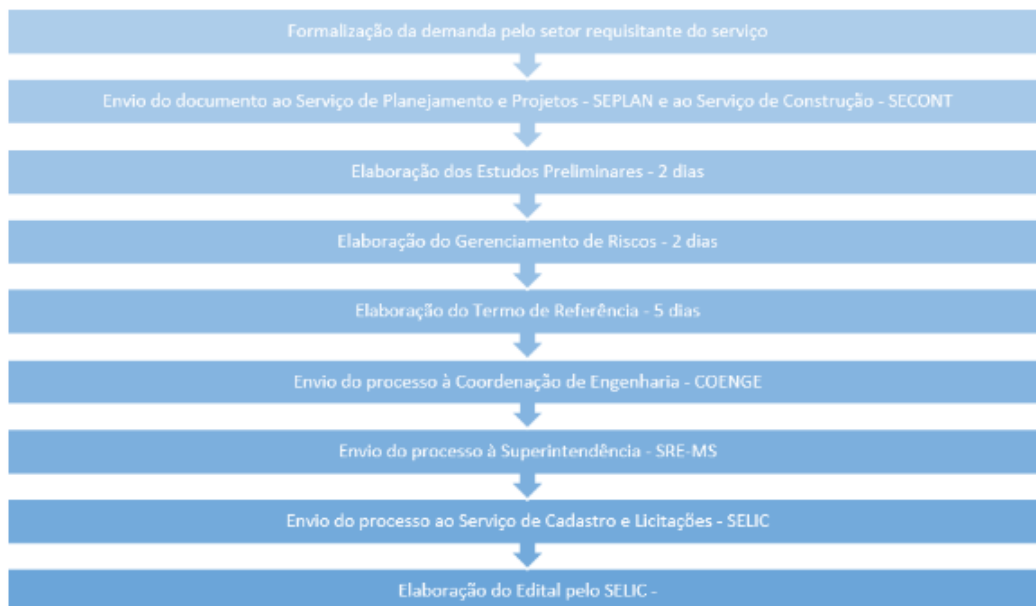 Formalização da demanda pelo setor requisitante do serviço
Envio do documento ao Serviço de Planejamento e Projetos - SEPLAN e ao Serviço de Construção - SECONT
Elaboração dos Estudos Preliminares - 2 dias
Elaboração do Gerenciamento de Riscos - 2 dias
Elaboração do Termo de Referência - 5 dias
Envio do processo à Coordenação de Engenharia - COENGE
Envio do processo à Superintendência - SRE-MS
Envio do processo ao Serviço de Cadastro e Licitações - SELIC
Elaboração do Edital pelo SELIC -